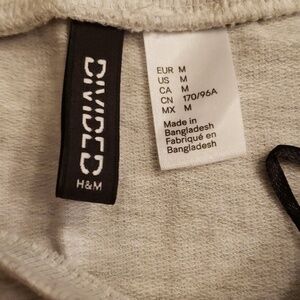 DIVIDED
H&M
EUR M
US M
CA M
CN 170/96A
MX M
Made in
Bangladesh
Fabriqué en
Bangladesh